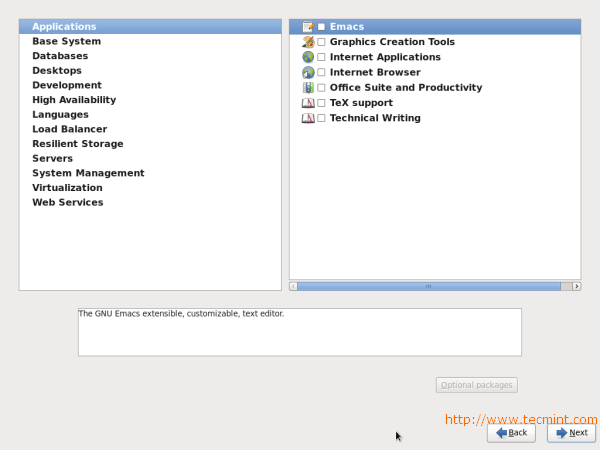 Applications
Base System
Databases
Desktops
Development
High Availability
Languages
Load Balancer
Resilient Storage
Servers
System Management
Virtualization
Web Services
Emacs
Graphics Creation Tools
Internet Applications
Internet Browser
Office Suite and Productivity
TeX support
Technical Writing
The GNU Emacs extensible, customizable, text editor.
Optional packages
http://www.tecmint.com
Back
Next